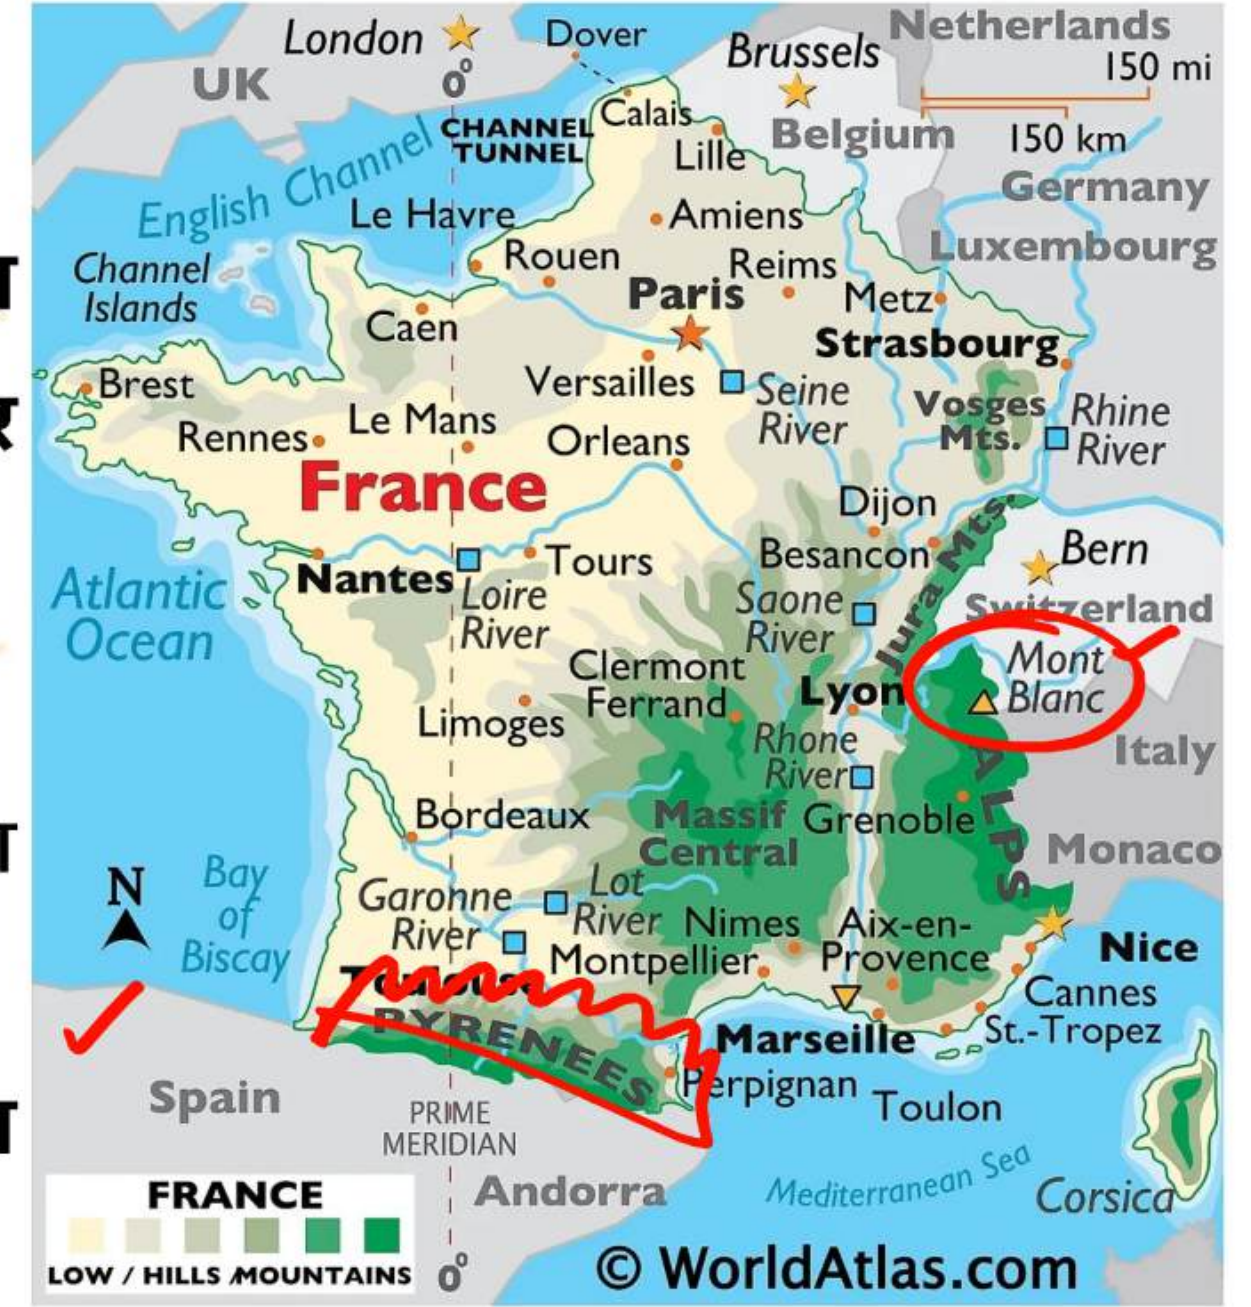 Netherlands
London
Dover
Brussels
150 mi
UK
0°
Calais
Belgium
150 km
CHANNEL
TUNNEL
Lille
English Channel
Germany
Le Havre
Amiens
Luxembourg
Channel
Islands
Rouen
Reims
Paris
Metz
Caen
Strasbourg
Brest
Versailles
Seine
River
Vosges
Mts.
Rhine
River
Rennes
Le Mans
Orleans
France
Dijon
Jura Mts.
Besancon
Bern
Atlantic
Ocean
Nantes
Tours
Loire
River
Saone
River
Switzerland
Mont
Blanc
Clermont
Ferrand
Lyon
Limoges
Rhone
River
Italy
ALPS
Bordeaux
Massif
Central
Grenoble
Monaco
N
Bay
of
Biscay
Garonne
River
Lot
River
Nimes
Aix-en-
Provence
Nice
Toulouse
Montpellier
Cannes
PYRENEES
Marseille
St.-Tropez
Perpignan
Toulon
Spain
PRIME
MERIDIAN
Mediterranean Sea
Corsica
Andorra
FRANCE
LOW / HILLS / MOUNTAINS
0°
© WorldAtlas.com